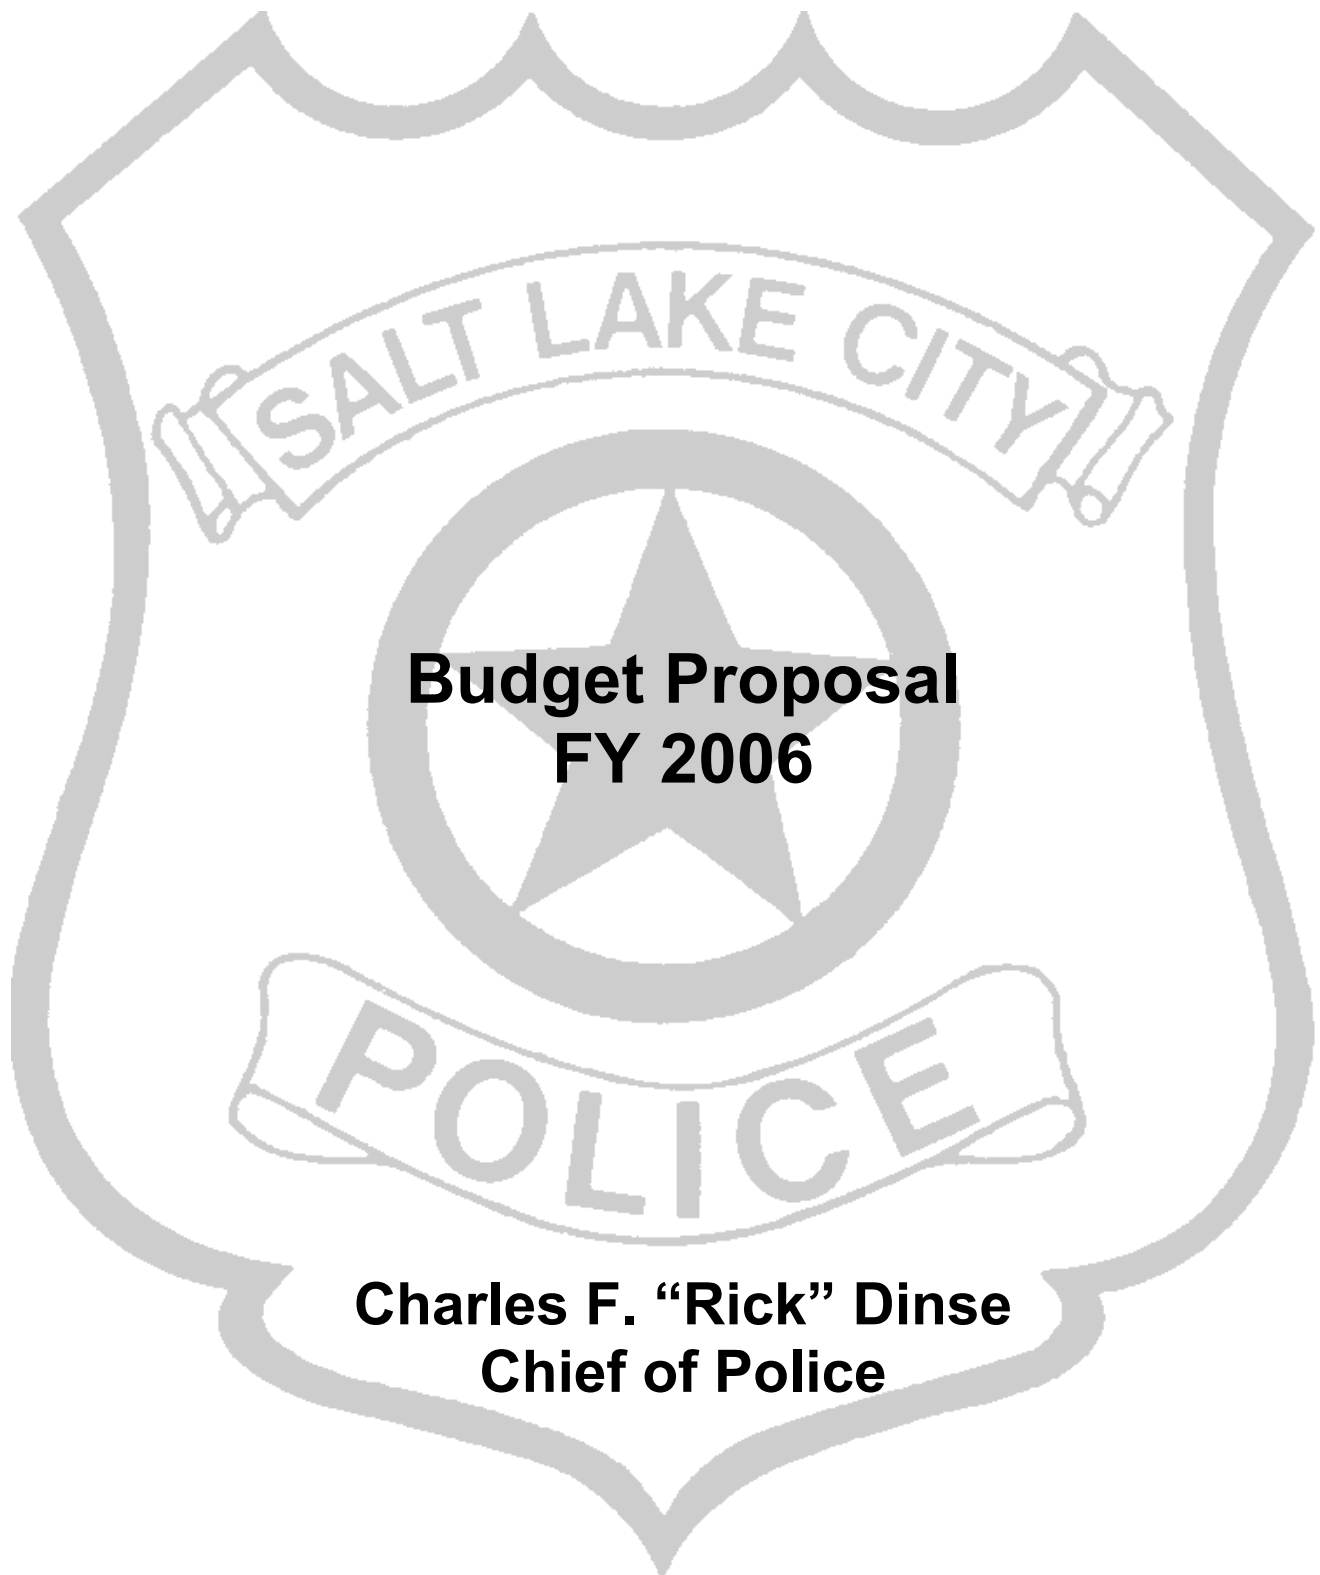 SALT LAKE CITY
Budget Proposal
FY 2006
POLICE
Charles F. “Rick” Dinse
Chief of Police